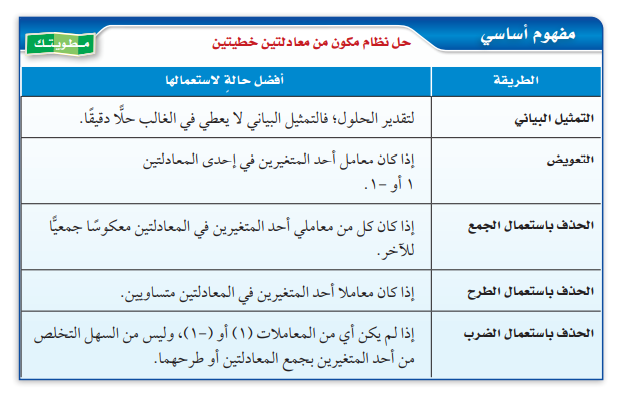 مفهوم أساسي
حل نظام مكون من معادلتين خطيتين
مطويتك
الطريقة
أفضل حالةٍ لاستعمالها
التمثيل البياني
لتقدير الحلول؛ فالتمثيل البياني لا يعطي في الغالب حلًّا دقيقًا.
التعويض
إذا كان معامل أحد المتغيرين في إحدى المعادلتين
١ أو -١.
الحذف باستعمال الجمع
إذا كان كل من معاملي أحد المتغيرين في المعادلتين معكوسًا جمعيًّا
للآخر.
الحذف باستعمال الطرح
إذا كان معاملا أحد المتغيرين في المعادلتين متساويين.
الحذف باستعمال الضرب
إذا لم يكن أي من المعاملات (١) أو (-١)، وليس من السهل التخلص
من أحد المتغيرين بجمع المعادلتين أو طرحهما.